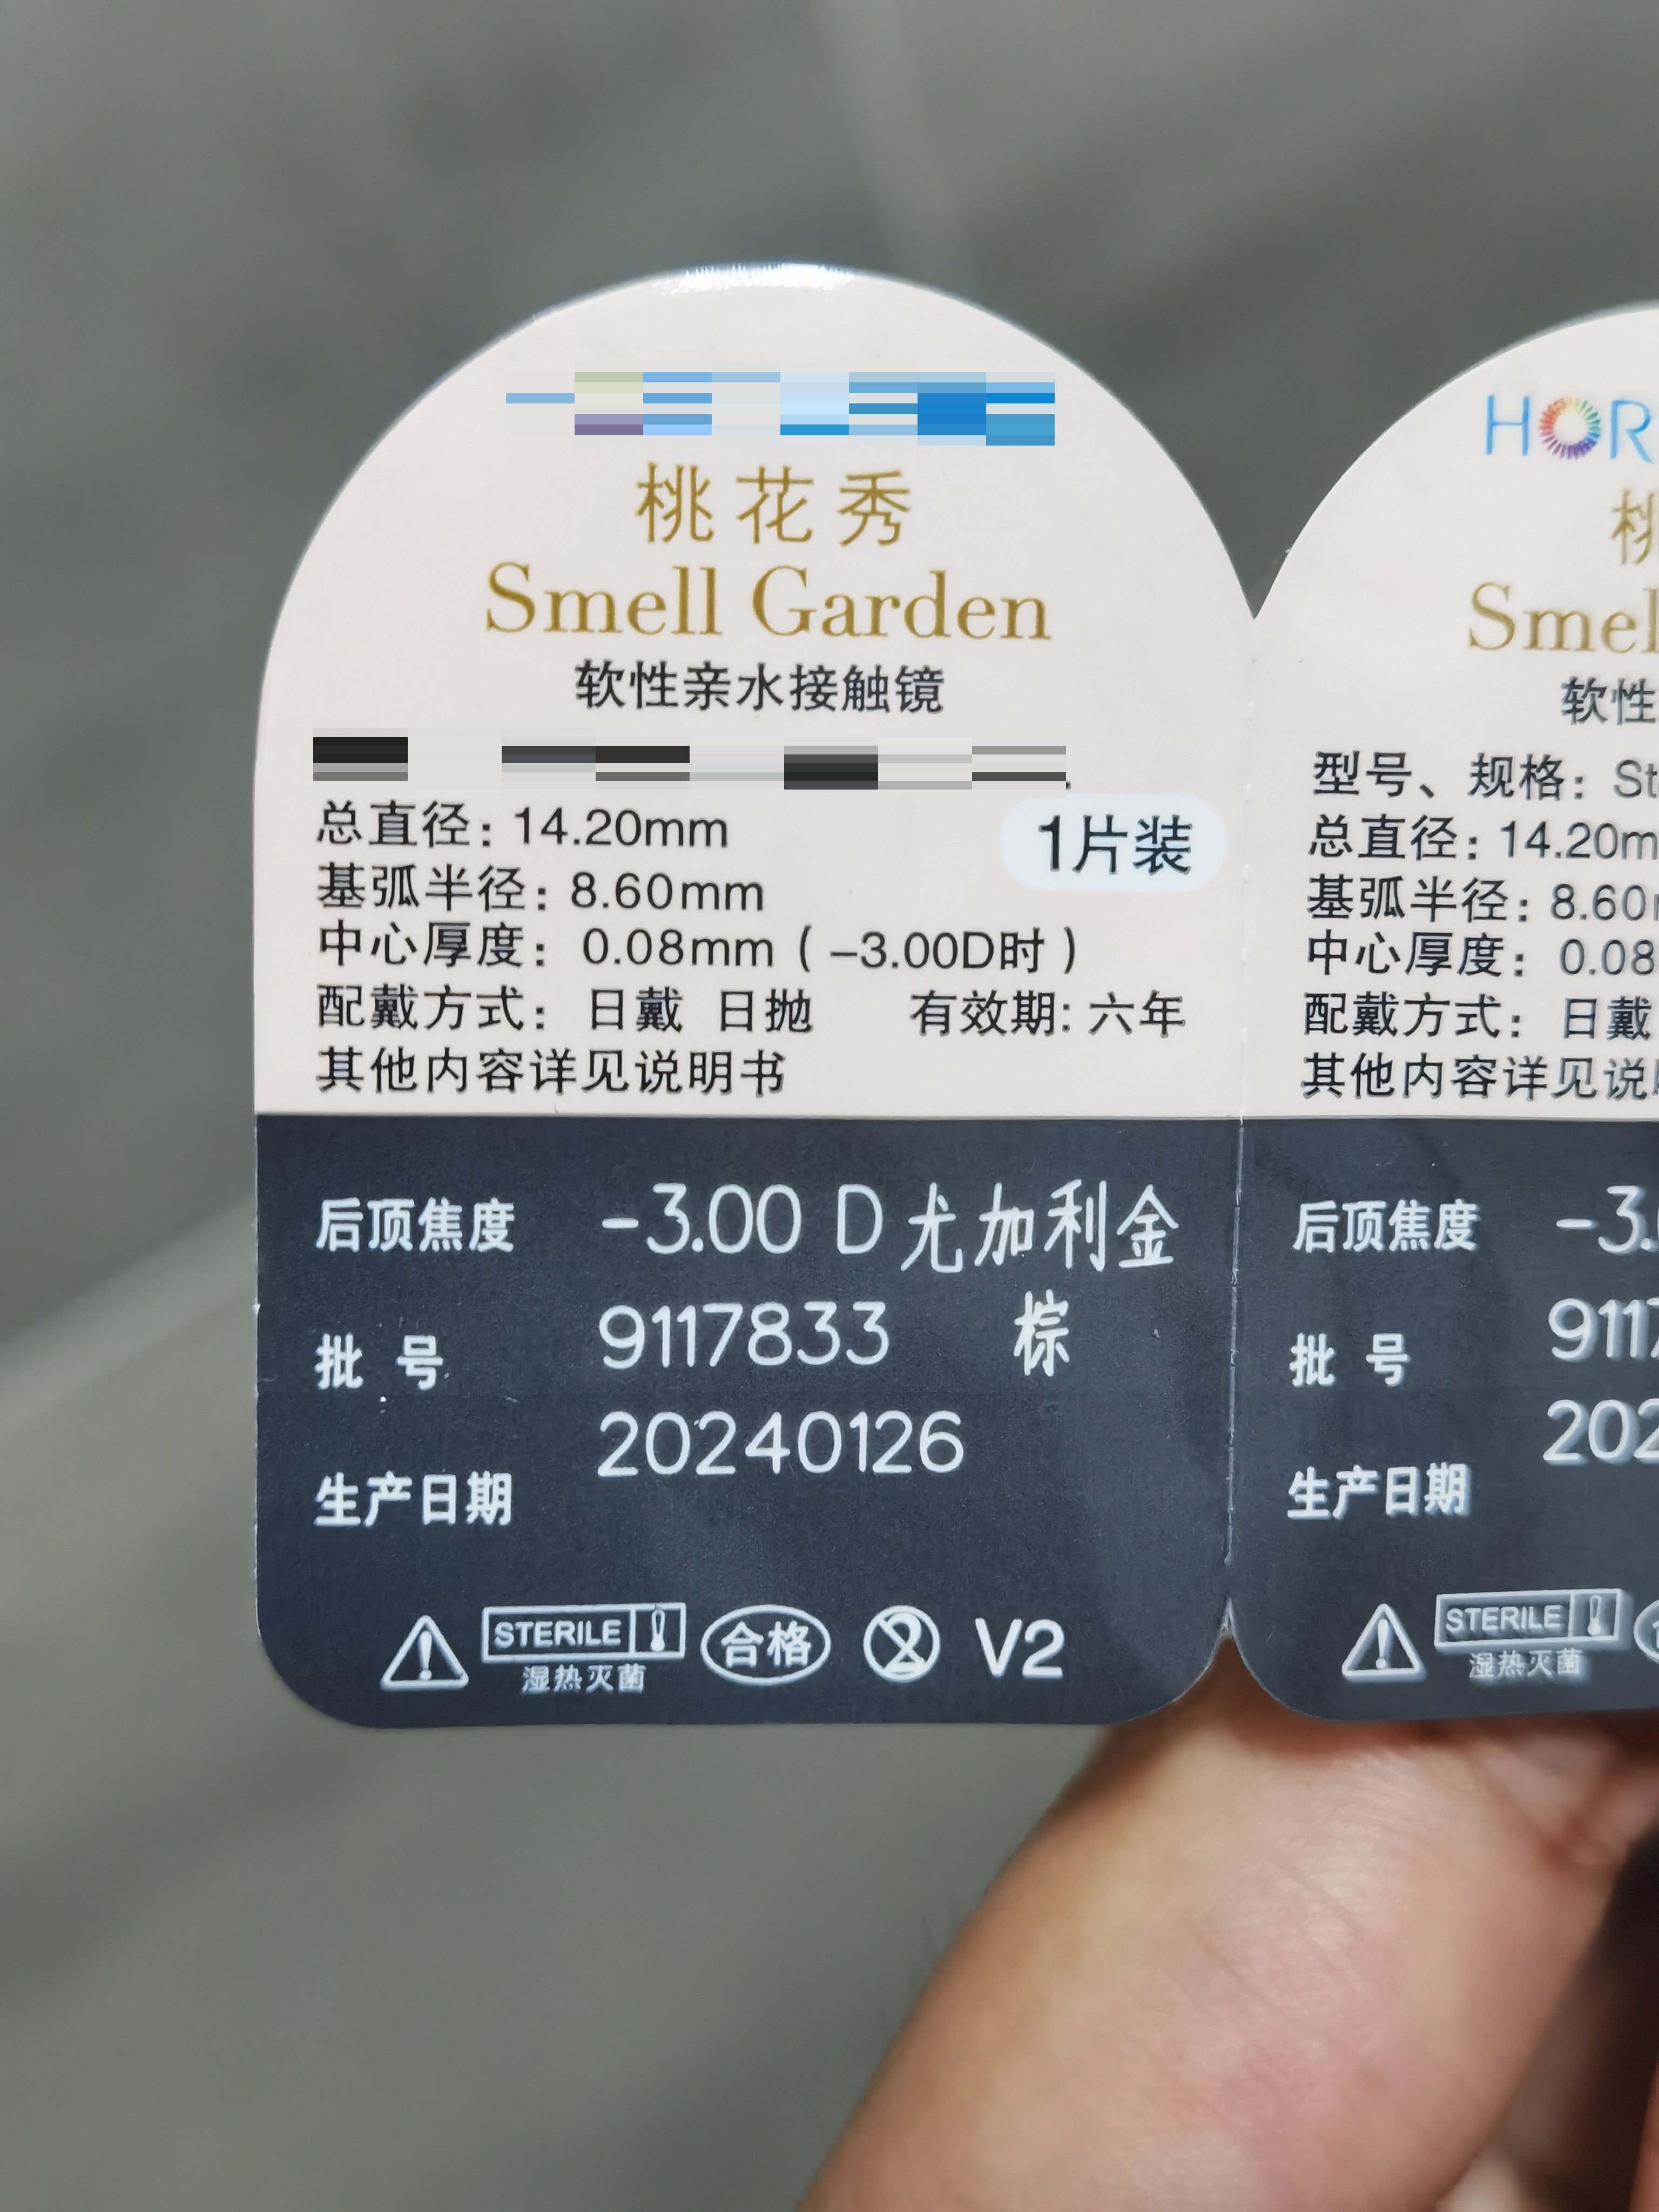 桃花秀
Smell Garden
软性亲水接触镜
总直径：14.20mm
1片装
基弧半径：8.60mm
中心厚度：0.08mm（-3.00D时）
配戴方式：日戴 日抛 有效期：六年
其他内容详见说明书
后顶焦度 -3.00 D 尤加利金
批 号 9117833 棕
20240126
生产日期
STERILE
湿热灭菌
合格
2
V2
HOR
桃
Smel
软性
型号、规格：St
总直径：14.20m
基弧半径：8.60
中心厚度：0.08
配戴方式：日戴
其他内容详见说
后顶焦度 -3.
批 号 911
202
生产日期
STERILE
湿热灭菌